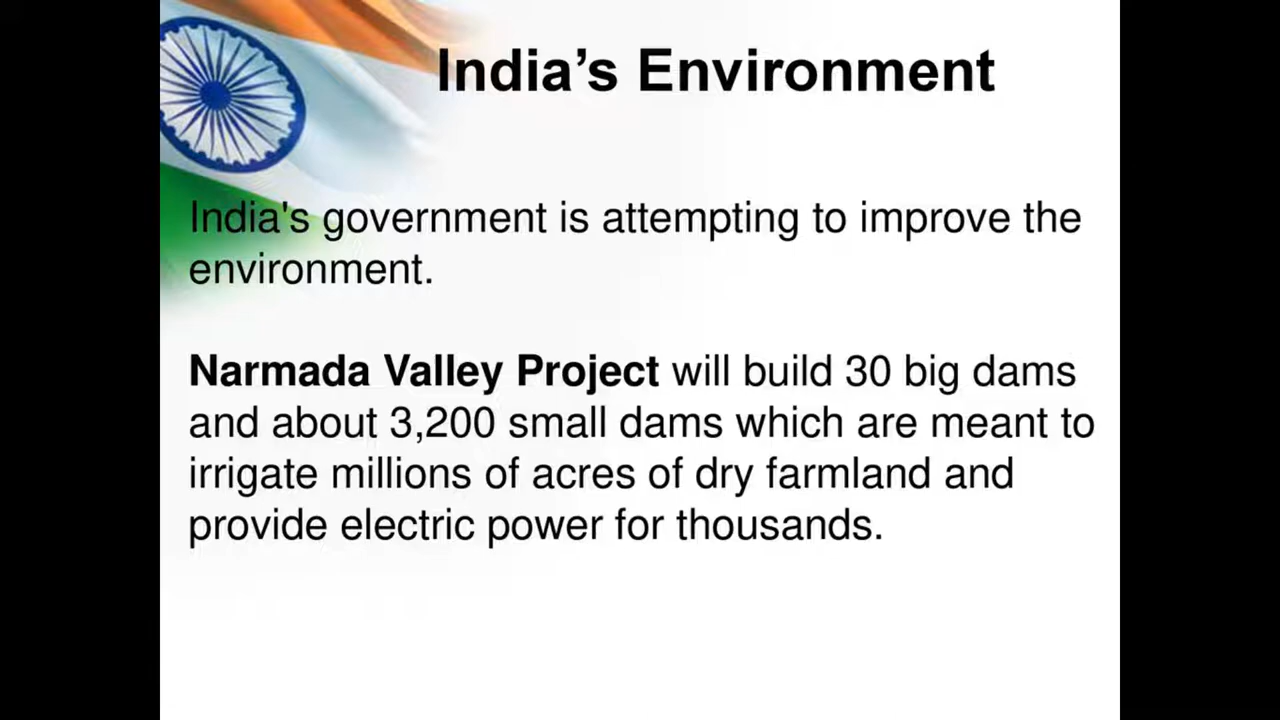 India’s Environment
India's government is attempting to improve the
environment.
Narmada Valley Project will build 30 big dams
and about 3,200 small dams which are meant to
irrigate millions of acres of dry farmland and
provide electric power for thousands.